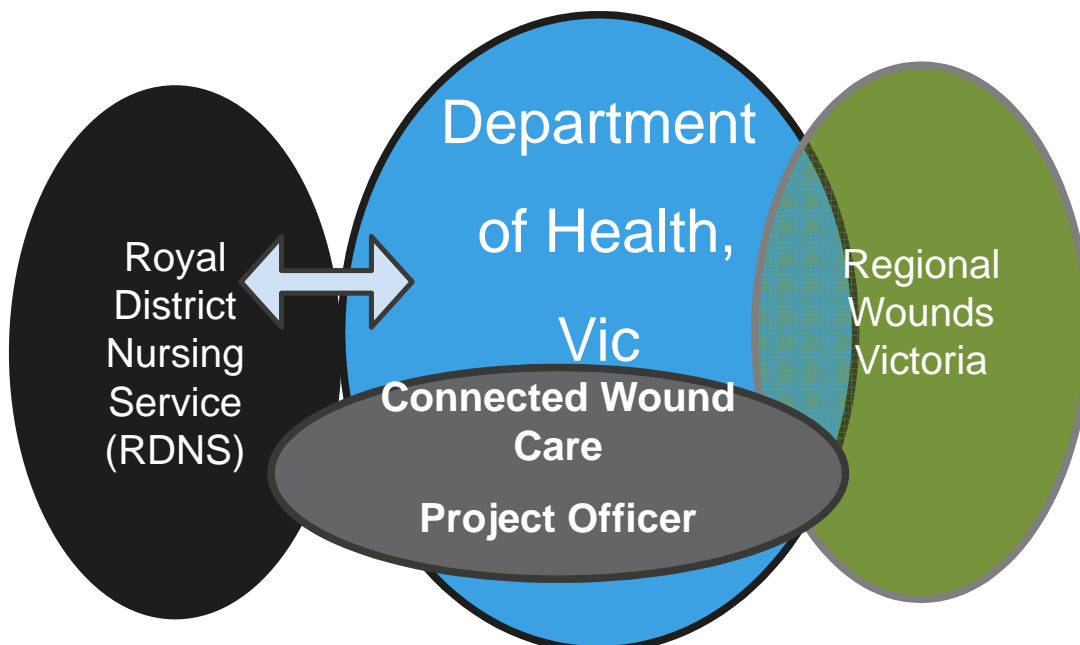 Royal
District
Nursing
Service
(RDNS)
Department
of Health,
Vic
Connected Wound
Care
Project Officer
Regional
Wounds
Victoria